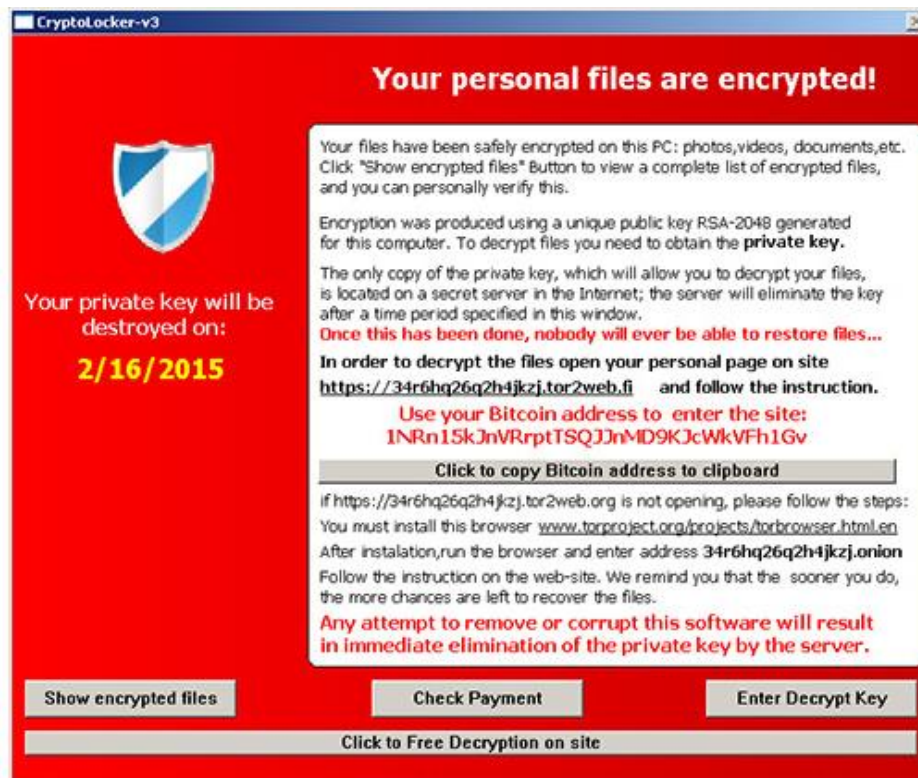 CryptoLocker-v3
Your personal files are encrypted!
Your private key will be
destroyed on:
2/16/2015
Your files have been safely encrypted on this PC: photos,videos, documents,etc.
Click "Show encrypted files" Button to view a complete list of encrypted files,
and you can personally verify this.
Encryption was produced using a unique public key RSA-2048 generated
for this computer. To decrypt files you need to obtain the private key.
The only copy of the private key, which will allow you to decrypt your files,
is located on a secret server in the Internet; the server will eliminate the key
after a time period specified in this window.
Once this has been done, nobody will ever be able to restore files...
In order to decrypt the files open your personal page on site
https://34r6hq26q2h4jkzj.tor2web.fi and follow the instruction.
Use your Bitcoin address to enter the site:
1NRn15kJnVRrptTSQJJnMD9KJcWkVFh1Gv
Click to copy Bitcoin address to clipboard
if https://34r6hq26q2h4jkzj.tor2web.org is not opening, please follow the steps:
You must install this browser www.torproject.org/projects/torbrowser.html.en
After instalation,run the browser and enter address 34r6hq26q2h4jkzj.onion
Follow the instruction on the web-site. We remind you that the sooner you do,
the more chances are left to recover the files.
Any attempt to remove or corrupt this software will result
in immediate elimination of the private key by the server.
Show encrypted files
Check Payment
Enter Decrypt Key
Click to Free Decryption on site